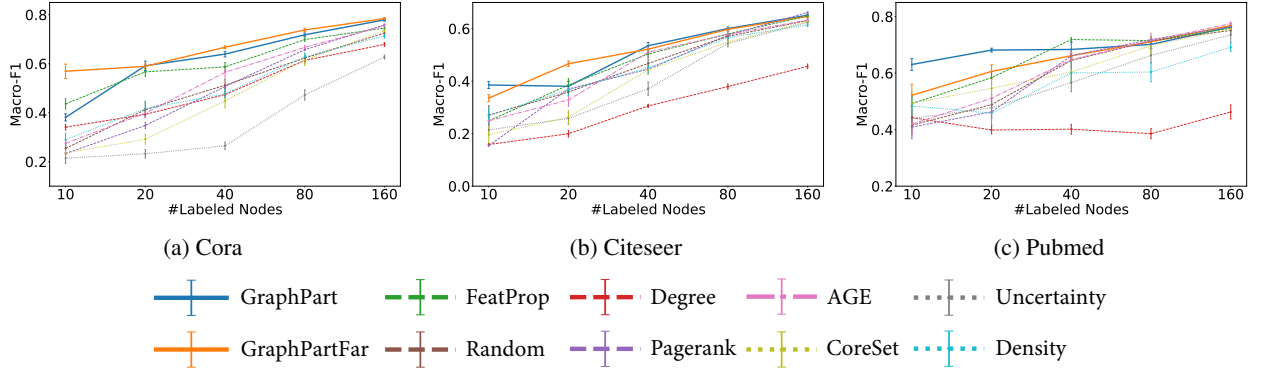 0.8
0.6
0.4
0.2
Macro-F1
10 20 40 80 160
#Labeled Nodes
(a) Cora
0.6
0.4
0.2
0.0
Macro-F1
10 20 40 80 160
#Labeled Nodes
(b) Citeseer
0.8
0.6
0.4
0.2
Macro-F1
10 20 40 80 160
#Labeled Nodes
(c) Pubmed
GraphPart FeatProp Degree AGE Uncertainty
GraphPartFar Random Pagerank CoreSet Density